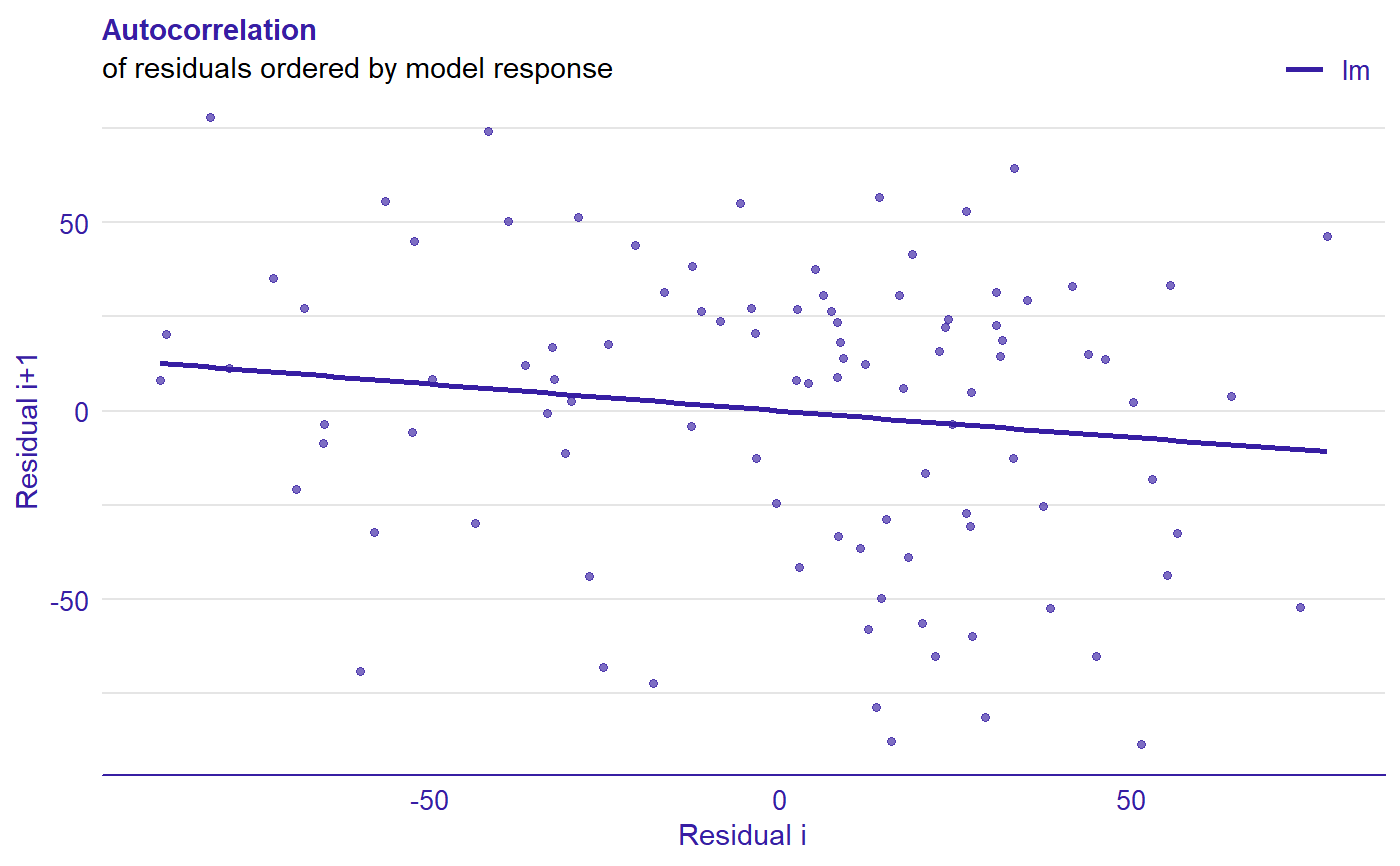 Autocorrelation
of residuals ordered by model response
lm
Residual i+1
50
0
-50
-50
0
50
Residual i